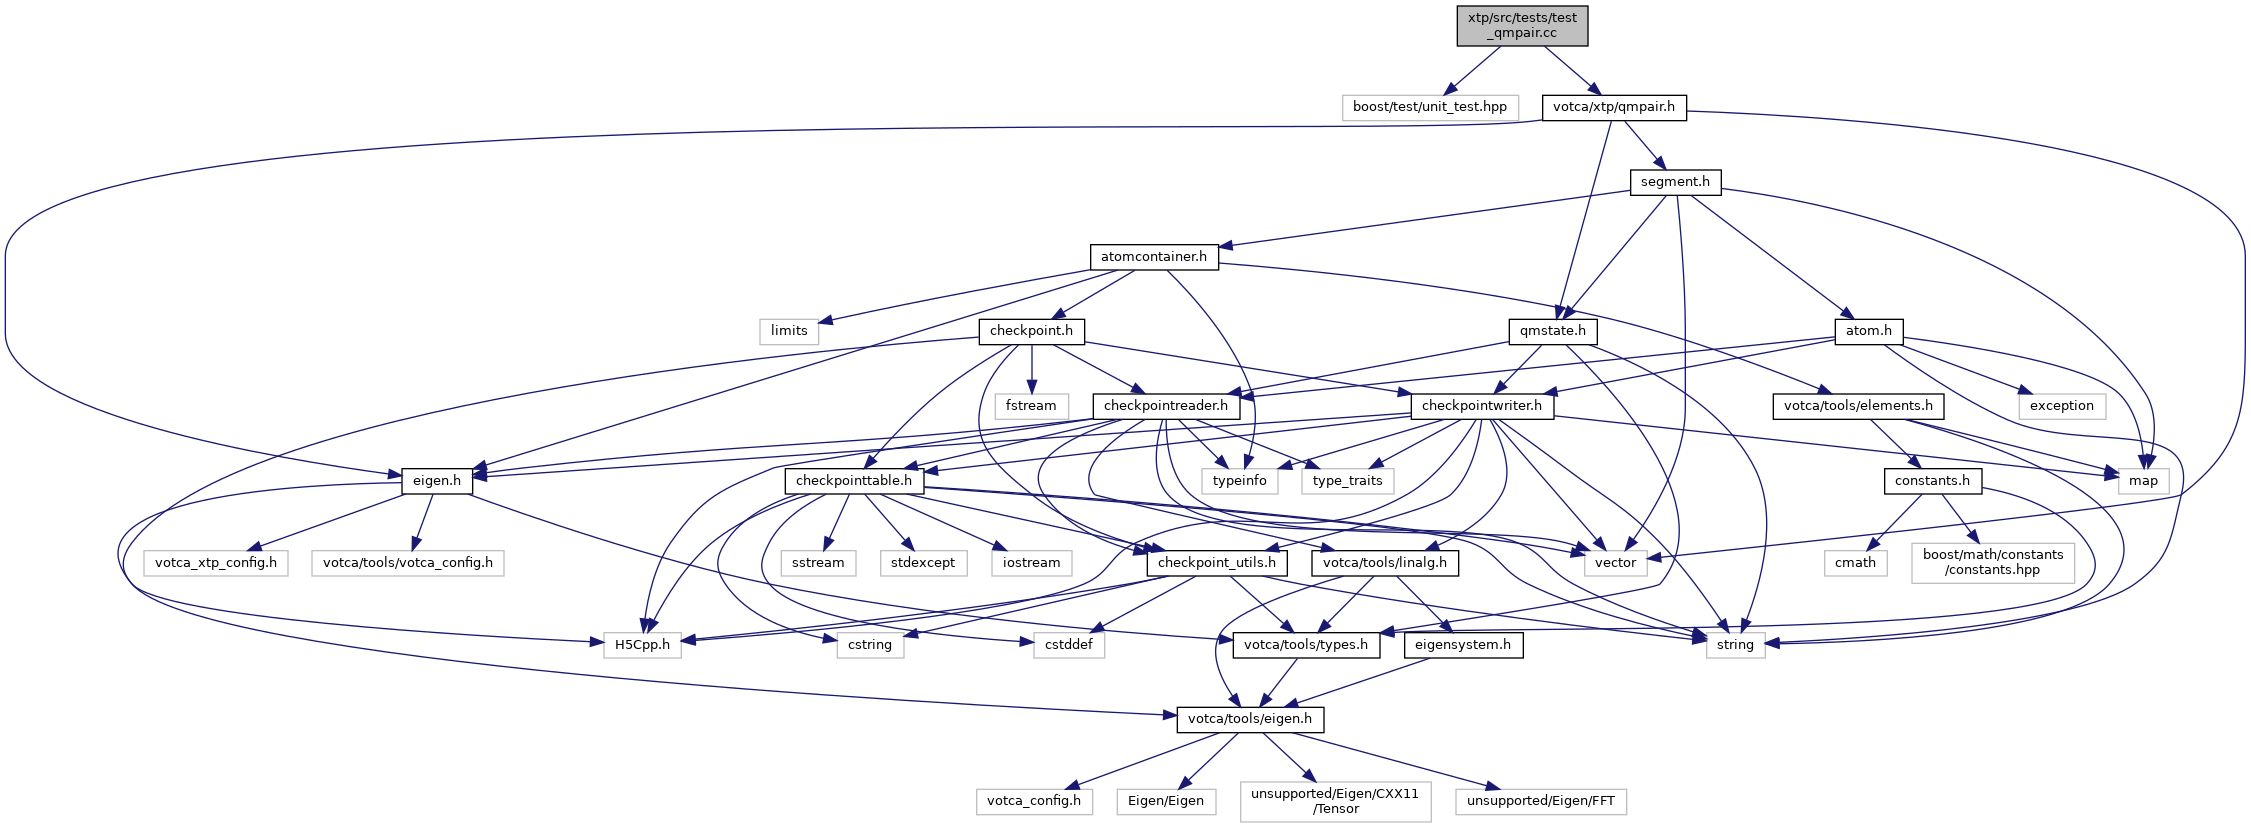 xtp/src/tests/test
_qmpair.cc
boost/test/unit_test.hpp
votca/xtp/qmpair.h
segment.h
atomcontainer.h
limits
checkpoint.h
qmstate.h
atom.h
fstream
checkpointreader.h
checkpointwriter.h
votca/tools/elements.h
exception
eigen.h
checkpointtable.h
typeinfo
type_traits
constants.h
map
votca_xtp_config.h
votca/tools/votca_config.h
sstream
stdexcept
iostream
checkpoint_utils.h
votca/tools/linalg.h
vector
cmath
boost/math/constants
/constants.hpp
H5Cpp.h
cstring
cstddef
votca/tools/types.h
eigensystem.h
string
votca/tools/eigen.h
votca_config.h
Eigen/Eigen
unsupported/Eigen/CXX11
/Tensor
unsupported/Eigen/FFT